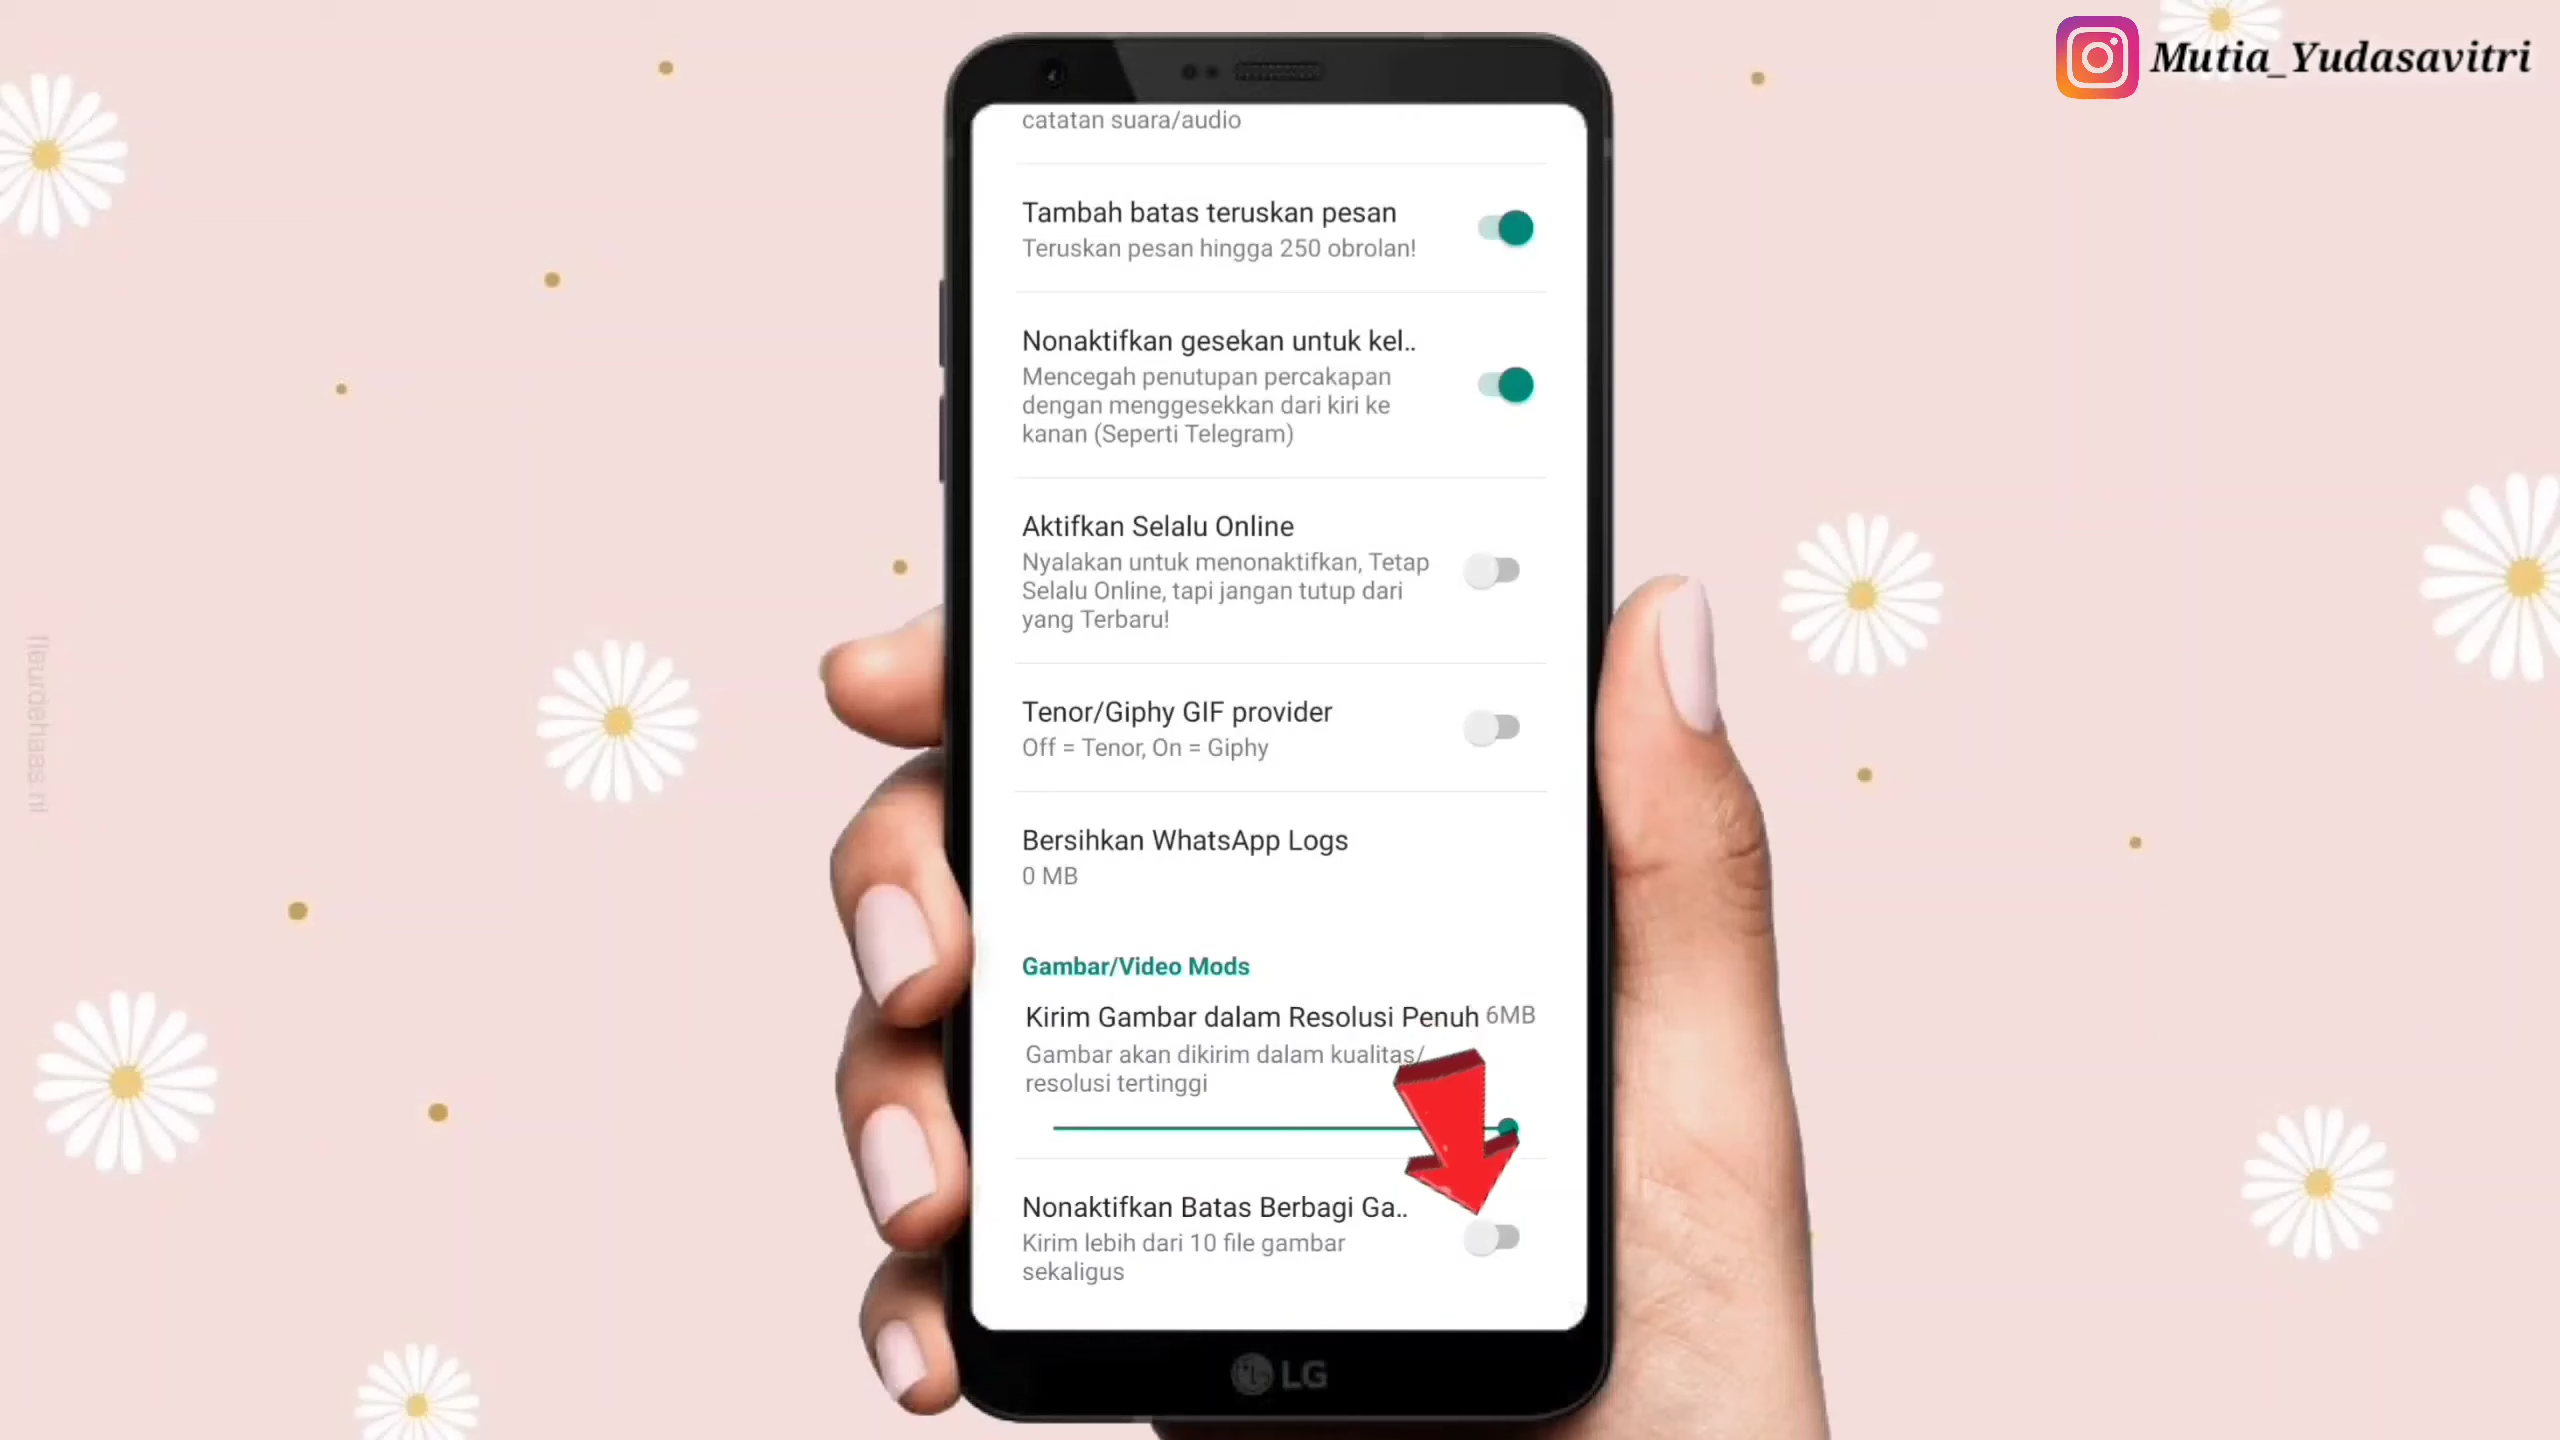 Mutia_Yudasavitri
catatan suara/audio
Tambah batas teruskan pesan
Teruskan pesan hingga 250 obrolan!
Nonaktifkan gesekan untuk kel..
Mencegah penutupan percakapan
dengan menggesekkan dari kiri ke
kanan (Seperti Telegram)
Aktifkan Selalu Online
Nyalakan untuk menonaktifkan, Tetap
Selalu Online, tapi jangan tutup dari
yang Terbaru!
Tenor/Giphy GIF provider
Off = Tenor, On = Giphy
Bersihkan WhatsApp Logs
0 MB
Gambar/Video Mods
Kirim Gambar dalam Resolusi Penuh 6MB
Gambar akan dikirim dalam kualitas/
resolusi tertinggi
Nonaktifkan Batas Berbagi Ga..
Kirim lebih dari 10 file gambar
sekaligus
LG